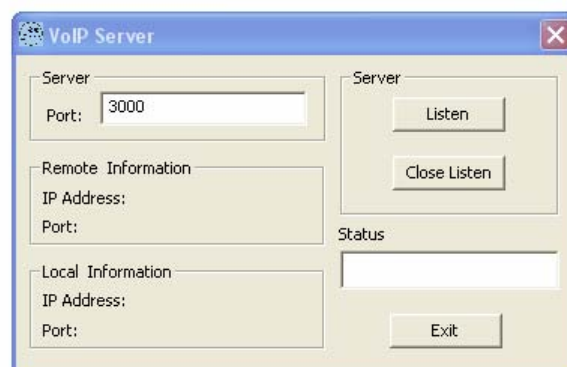 VoIP Server
Server
Port: 3000
Remote Information
IP Address:
Port:
Local Information
IP Address:
Port:
Server
Listen
Close Listen
Status
Exit